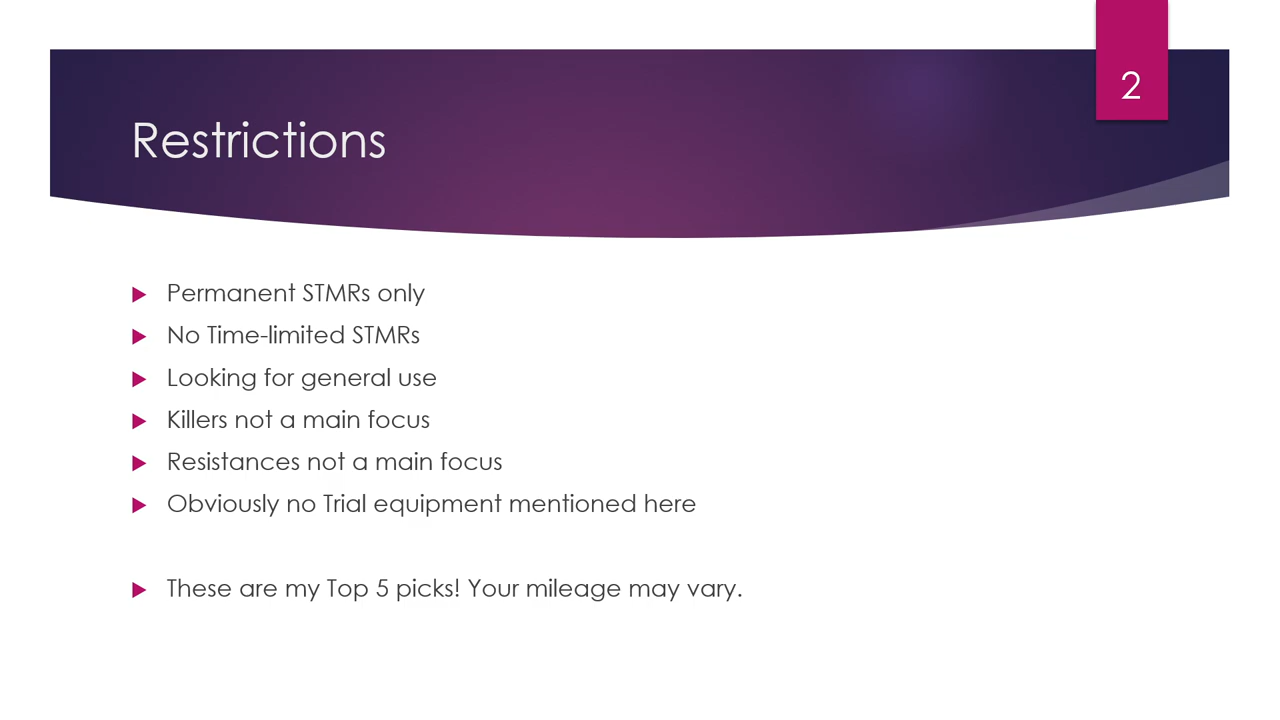 2
Restrictions
Permanent STMRs only
No Time-limited STMRs
Looking for general use
Killers not a main focus
Resistances not a main focus
Obviously no Trial equipment mentioned here
These are my Top 5 picks! Your mileage may vary.